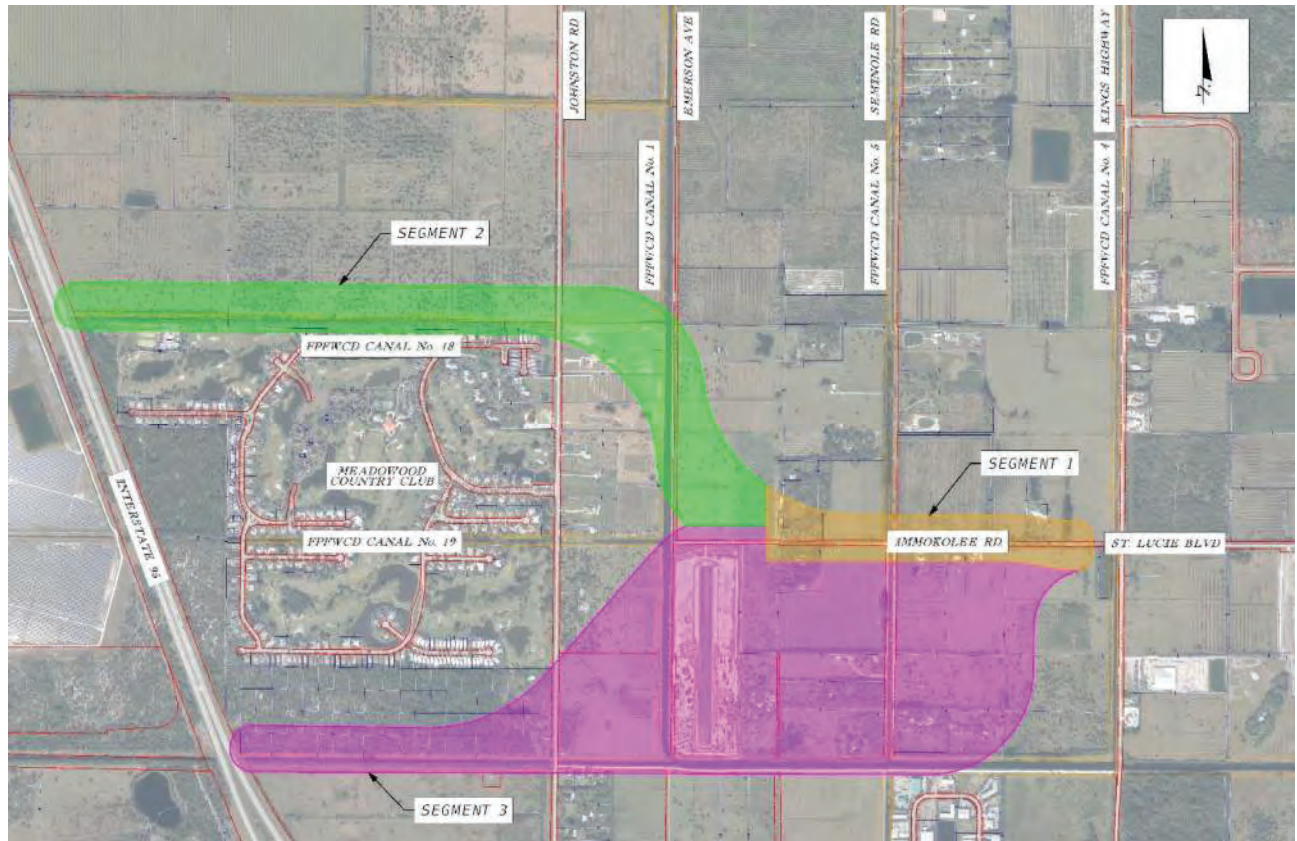 JOHNSTON RD
EMERSON AVE
SEMINOLE RD
KINGS HIGHWAY
FPFWCD CANAL No. 1
FPFWCD CANAL No. 5
FPFWCD CANAL No. 4
N
SEGMENT 2
FPFWCD CANAL No. 18
MEADOWOOD
COUNTRY CLUB
SEGMENT 1
INTERSTATE 95
FPFWCD CANAL No. 19
IMMOKOLEE RD
ST. LUCIE BLVD
SEGMENT 3